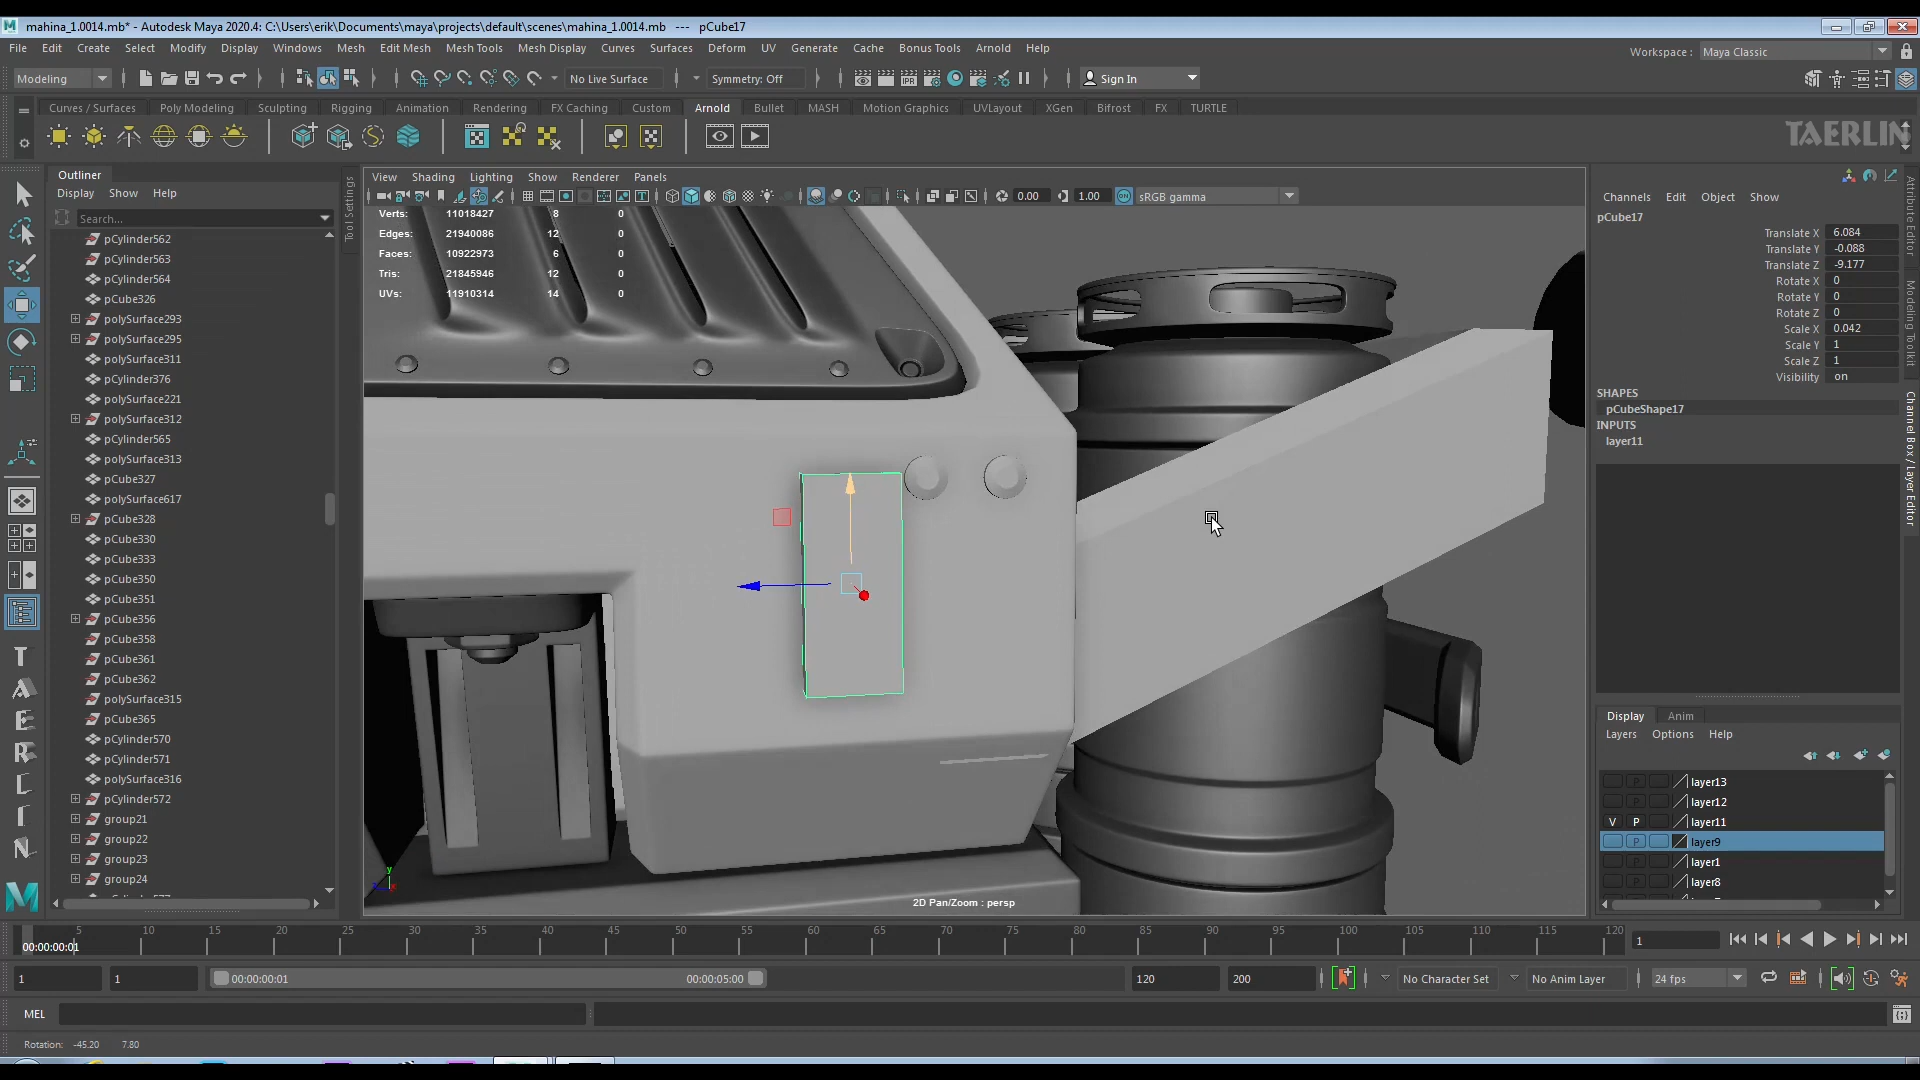 mahina_1.0014.mb* - Autodesk Maya 2020.4: C:\Users\erik\Documents\maya\projects\default\scenes\mahina_1.0014.mb --- pCube17
File Edit Create Select Modify Display Windows Mesh Edit Mesh Mesh Tools Mesh Display Curves Surfaces Deform UV Generate Cache Bonus Tools Arnold Help
Workspace : Maya Classic
Modeling No Live Surface Symmetry: Off Sign In
Curves / Surfaces Poly Modeling Sculpting Rigging Animation Rendering FX Caching Custom Arnold Bullet MASH Motion Graphics UVLayout XGen Bifrost FX TURTLE
TAERLIN
Outliner
Display Show Help
Search...
pCylinder562
pCylinder563
pCylinder564
pCube326
polySurface293
polySurface295
polySurface311
pCylinder376
polySurface221
polySurface312
pCylinder565
polySurface313
pCube327
polySurface617
pCube328
pCube330
pCube333
pCube350
pCube351
pCube356
pCube358
pCube361
pCube362
polySurface315
pCube365
pCylinder570
pCylinder571
polySurface316
pCylinder572
group21
group22
group23
group24
Tool Settings
View Shading Lighting Show Renderer Panels
0.00 1.00 sRGB gamma
Verts: 11018427 8 0
Edges: 21940086 12 0
Faces: 10922973 6 0
Tris: 21845946 12 0
UVs: 11910314 14 0
2D Pan/Zoom : persp
Channels Edit Object Show
pCube17
Translate X 6.084
Translate Y -0.088
Translate Z -9.177
Rotate X 0
Rotate Y 0
Rotate Z 0
Scale X 0.042
Scale Y 1
Scale Z 1
Visibility on
SHAPES
pCubeShape17
INPUTS
layer11
Attribute Editor
Modeling Toolkit
Channel Box / Layer Editor
Display Anim
Layers Options Help
P layer13
P layer12
V P layer11
P layer9
P layer1
P layer8
5 10 15 20 25 30 35 40 45 50 55 60 65 70 75 80 85 90 95 100 105 110 115 120
00:00:00:01
1
1 1 00:00:00:01 00:00:05:00 120 200 No Character Set No Anim Layer 24 fps
MEL
Rotation: -45.20 7.80